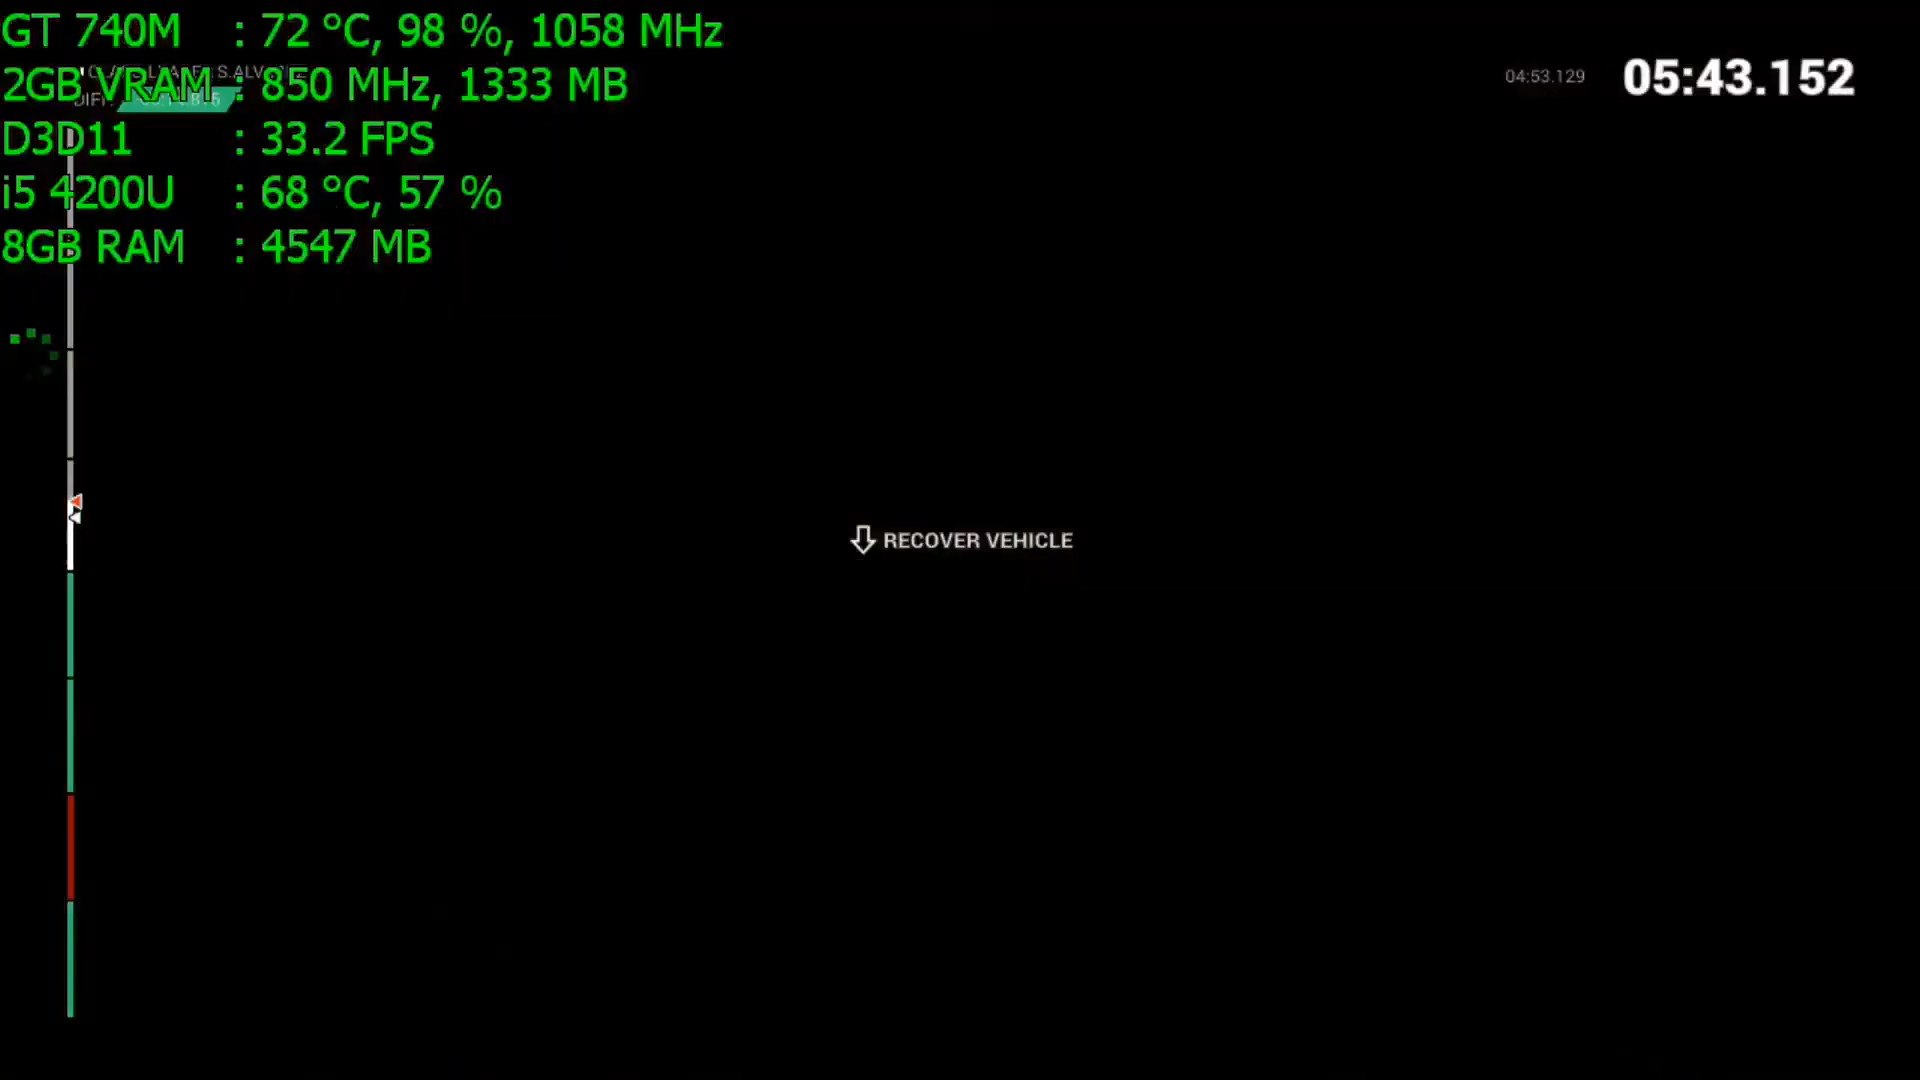 GT 740M : 72 °C, 98 %, 1058 MHz
2GB VRAM : 850 MHz, 1333 MB
D3D11 : 33.2 FPS
i5 4200U : 68 °C, 57 %
8GB RAM : 4547 MB
04:53.129 05:43.152
RECOVER VEHICLE